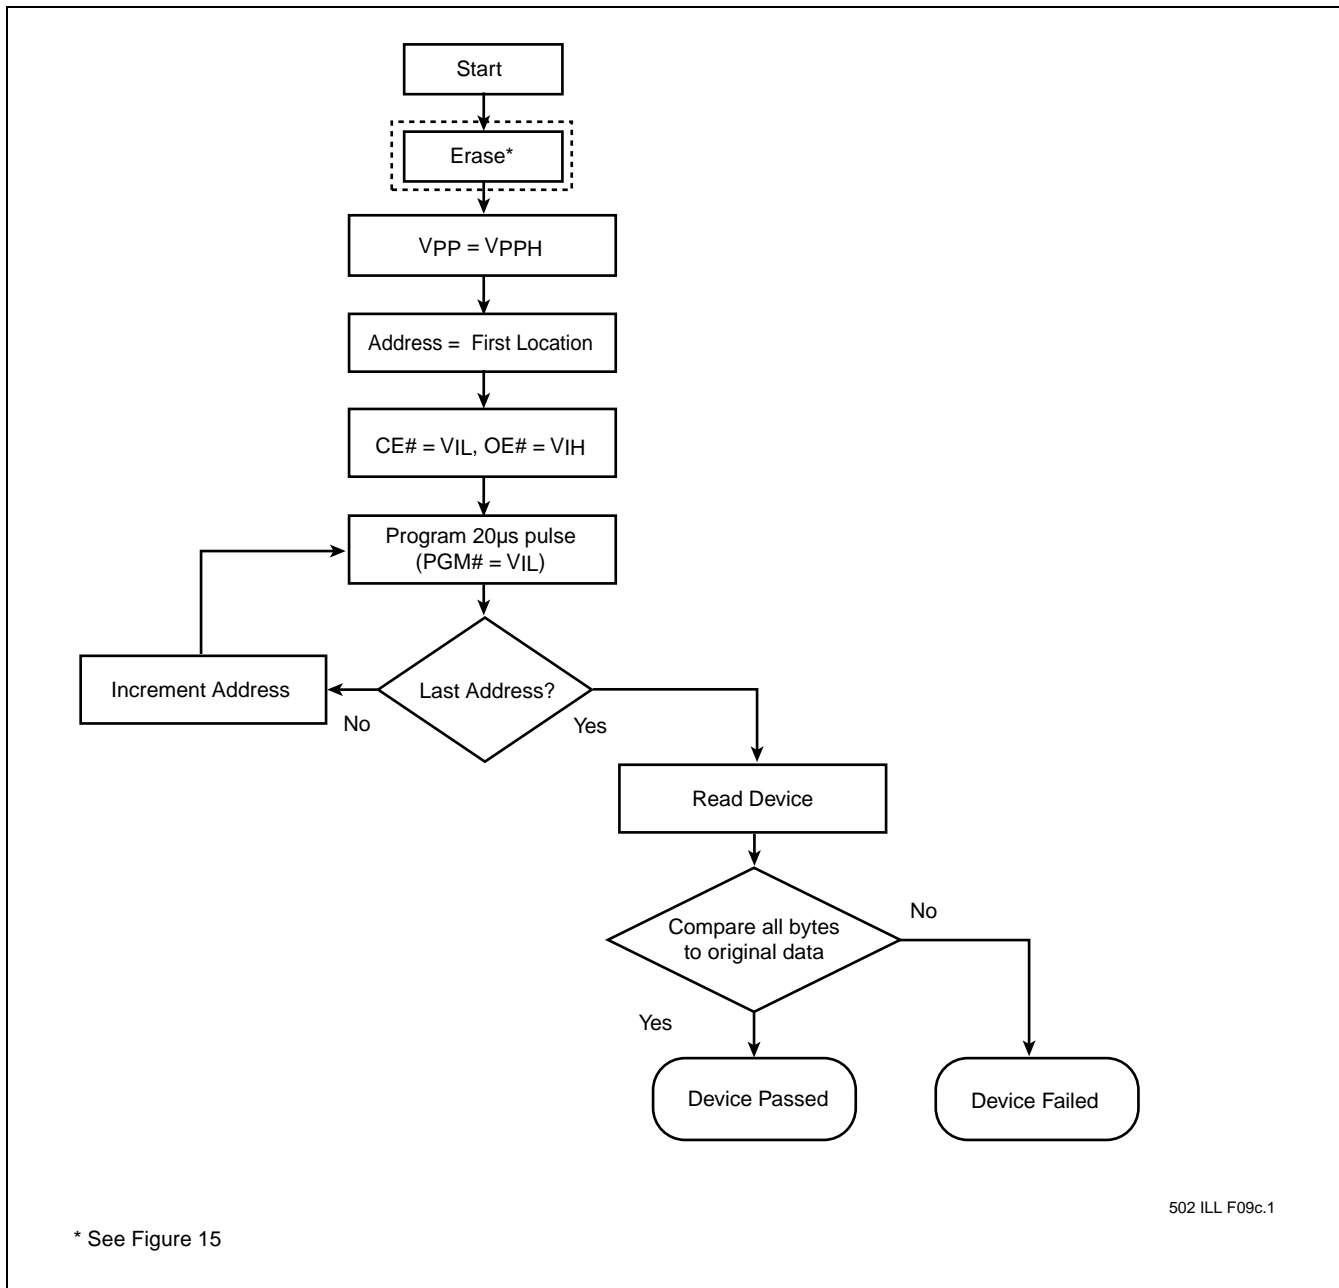 Start
Erase*
VPP = VPPH
Address = First Location
CE# = VIL, OE# = VIH
Program 20µs pulse
(PGM# = VIL)
Increment Address
Last Address?
No
Yes
Read Device
Compare all bytes
to original data
No
Yes
Device Passed
Device Failed
502 ILL F09c.1
* See Figure 15